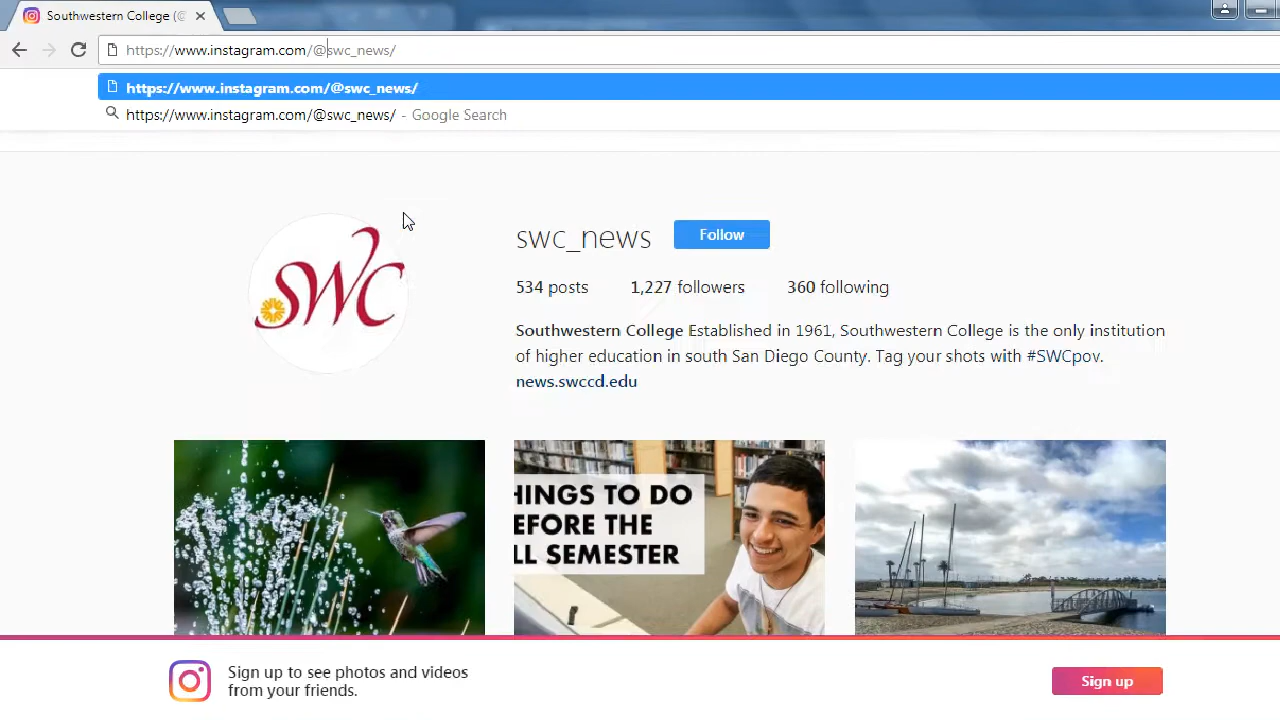 Southwestern College (@
https://www.instagram.com/@swc_news/
https://www.instagram.com/@swc_news/
https://www.instagram.com/@swc_news/ - Google Search
SWC
swc_news
Follow
534 posts 1,227 followers 360 following
Southwestern College Established in 1961, Southwestern College is the only institution
of higher education in south San Diego County. Tag your shots with #SWCpov.
news.swccd.edu
HINGS TO DO
EFORE THE
LL SEMESTER
Sign up to see photos and videos
from your friends.
Sign up